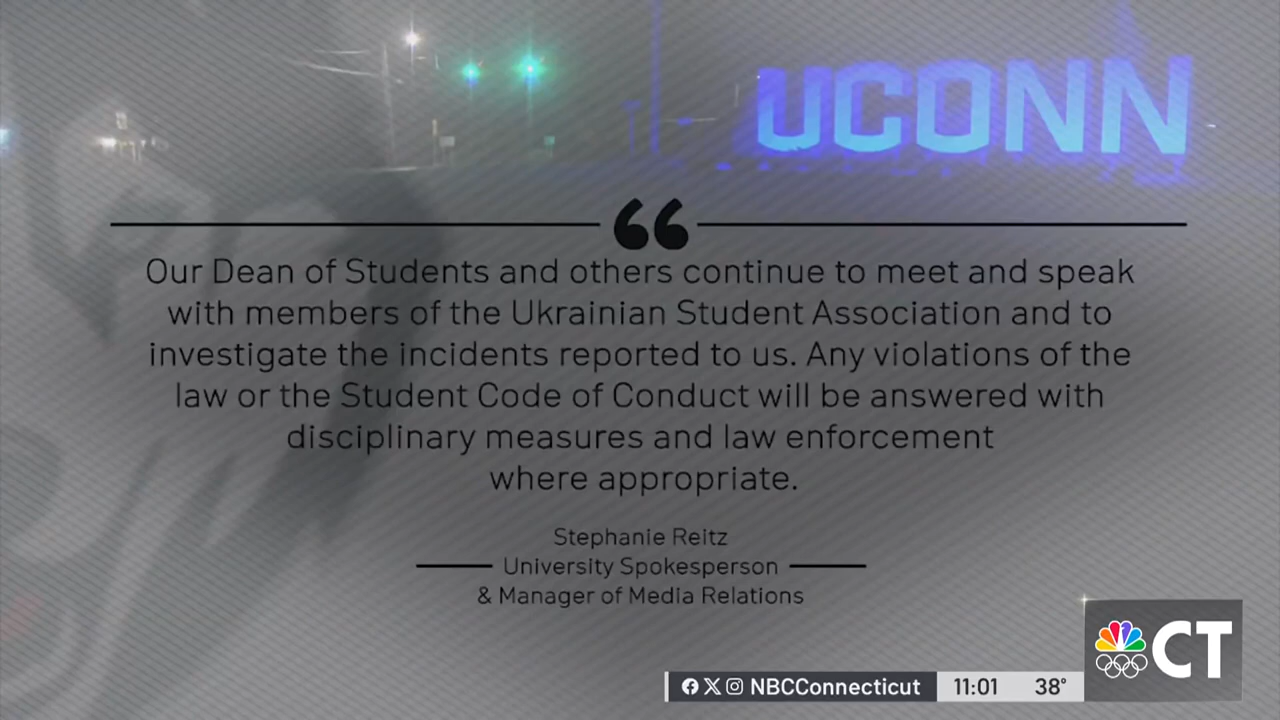 UCONN
“
Our Dean of Students and others continue to meet and speak
with members of the Ukrainian Student Association and to
investigate the incidents reported to us. Any violations of the
law or the Student Code of Conduct will be answered with
disciplinary measures and law enforcement
where appropriate.
Stephanie Reitz
University Spokesperson
& Manager of Media Relations
CT
NBCConnecticut 11:01 38°